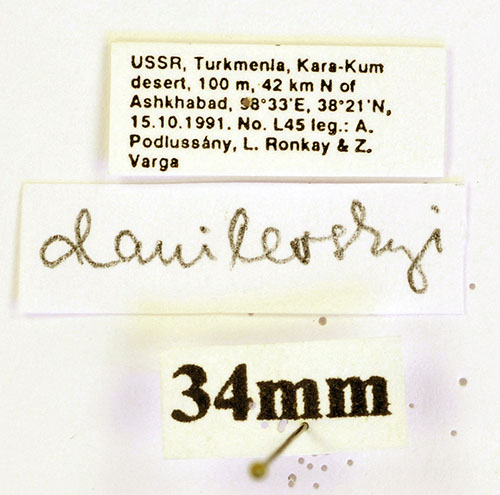 USSR, Turkmenia, Kara-Kum
desert, 100 m, 42 km N of
Ashkhabad, 98°33'E, 38°21'N,
15.10.1991. No. L45 leg.: A.
Podlussány, L. Ronkay & Z.
Varga
danilevskyi
34mm